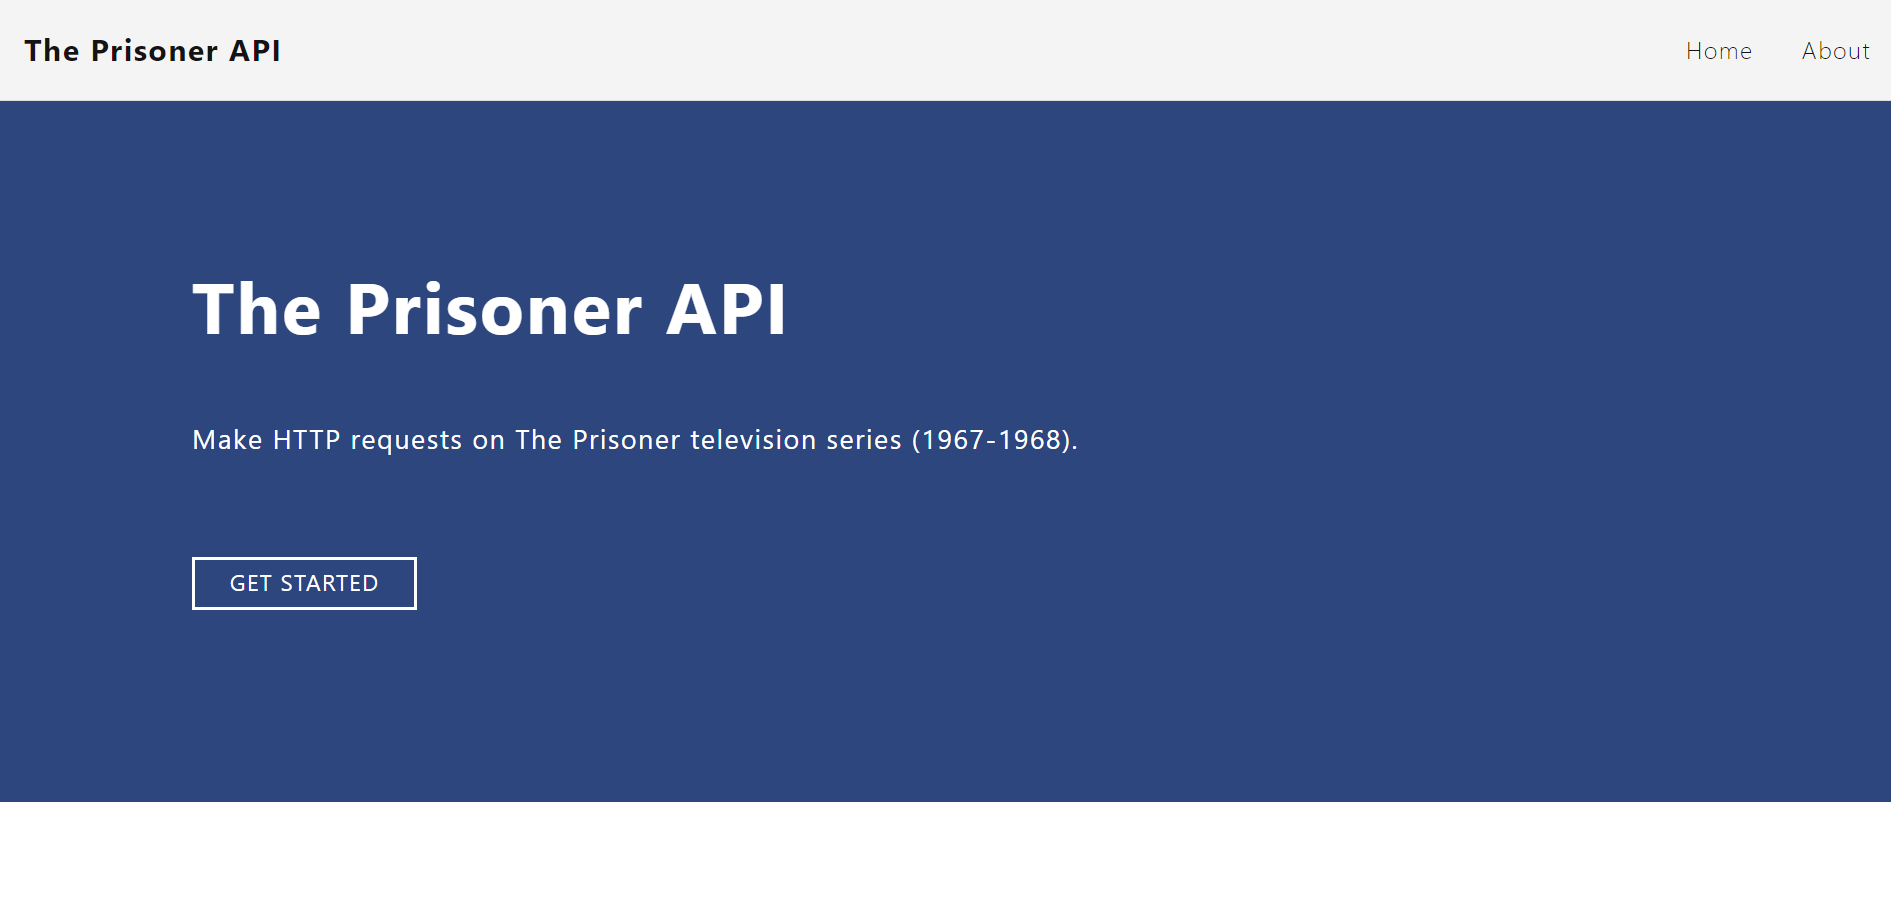 The Prisoner API
Home
About
The Prisoner API
Make HTTP requests on The Prisoner television series (1967-1968).
GET STARTED